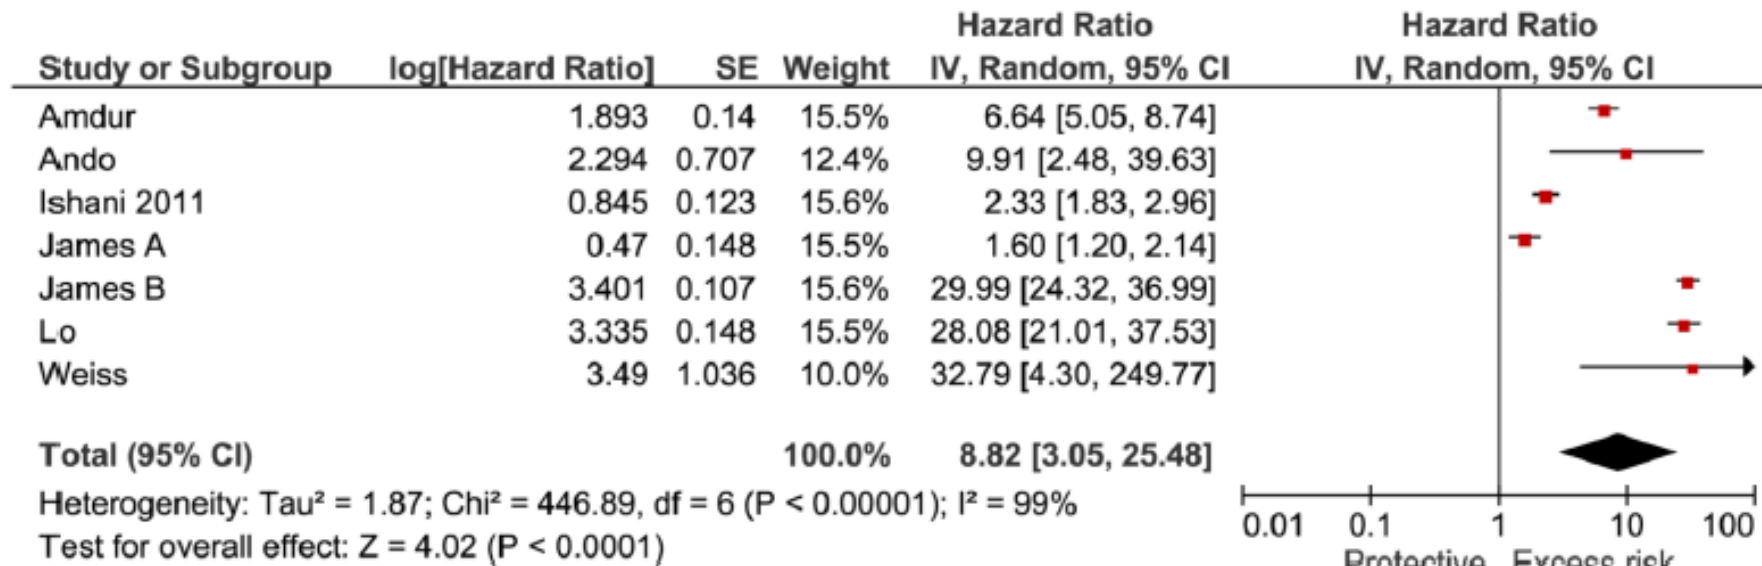 Hazard Ratio Hazard Ratio
Study or Subgroup log[Hazard Ratio] SE Weight IV, Random, 95% CI IV, Random, 95% CI
Amdur 1.893 0.14 15.5% 6.64 [5.05, 8.74]
Ando 2.294 0.707 12.4% 9.91 [2.48, 39.63]
Ishani 2011 0.845 0.123 15.6% 2.33 [1.83, 2.96]
James A 0.47 0.148 15.5% 1.60 [1.20, 2.14]
James B 3.401 0.107 15.6% 29.99 [24.32, 36.99]
Lo 3.335 0.148 15.5% 28.08 [21.01, 37.53]
Weiss 3.49 1.036 10.0% 32.79 [4.30, 249.77]
Total (95% CI) 100.0% 8.82 [3.05, 25.48]
Heterogeneity: Tau² = 1.87; Chi² = 446.89, df = 6 (P < 0.00001); I² = 99%
Test for overall effect: Z = 4.02 (P < 0.0001)
0.01 0.1 1 10 100
Protective Excess risk